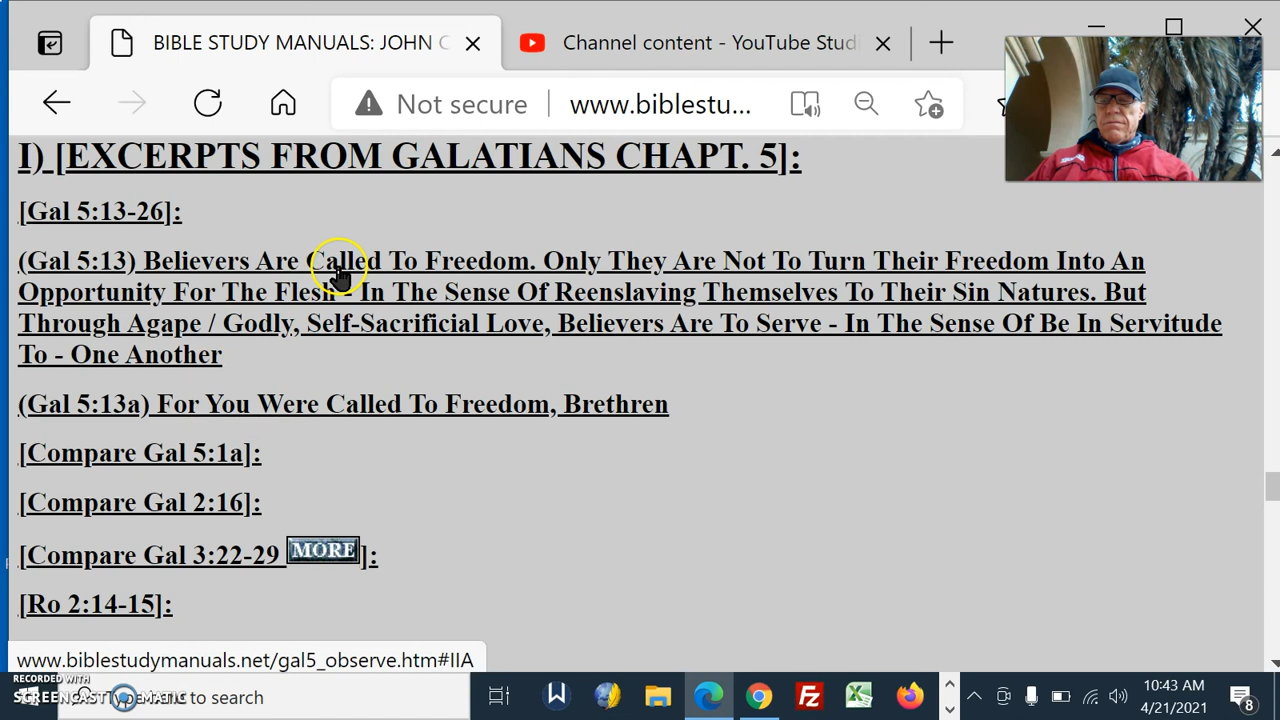 BIBLE STUDY MANUALS: JOHN C
Channel content - YouTube Stud
Not secure
www.biblestu...
I) [EXCERPTS FROM GALATIANS CHAPT. 5]:
[Gal 5:13-26]:
(Gal 5:13) Believers Are Called To Freedom. Only They Are Not To Turn Their Freedom Into An
Opportunity For The Flesh - In The Sense Of Reenslaving Themselves To Their Sin Natures. But
Through Agape / Godly, Self-Sacrificial Love, Believers Are To Serve - In The Sense Of Be In Servitude
To - One Another
(Gal 5:13a) For You Were Called To Freedom, Brethren
[Compare Gal 5:1a]:
[Compare Gal 2:16]:
[Compare Gal 3:22-29 MORE]:
[Ro 2:14-15]:
www.biblestudymanuals.net/gal5_observe.htm#IIA
RECORDED WITH
SCREENCAST MATIC
Type here to search
10:43 AM
4/21/2021
8